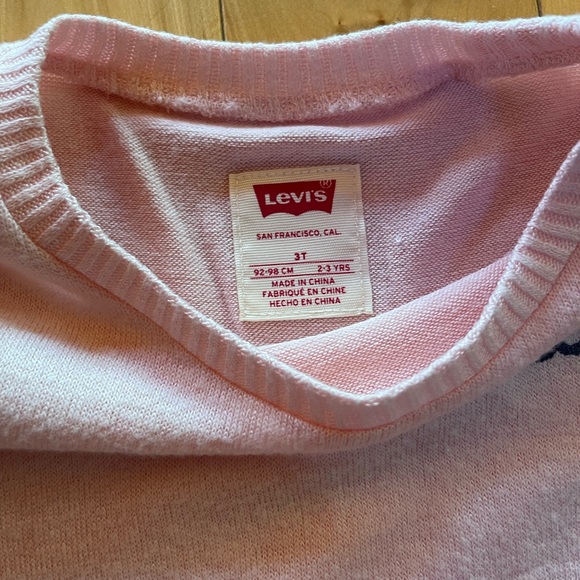 Levi's®
SAN FRANCISCO, CAL.
3T
92-98 CM 2-3 YRS
MADE IN CHINA
FABRIQUÉ EN CHINE
HECHO EN CHINA